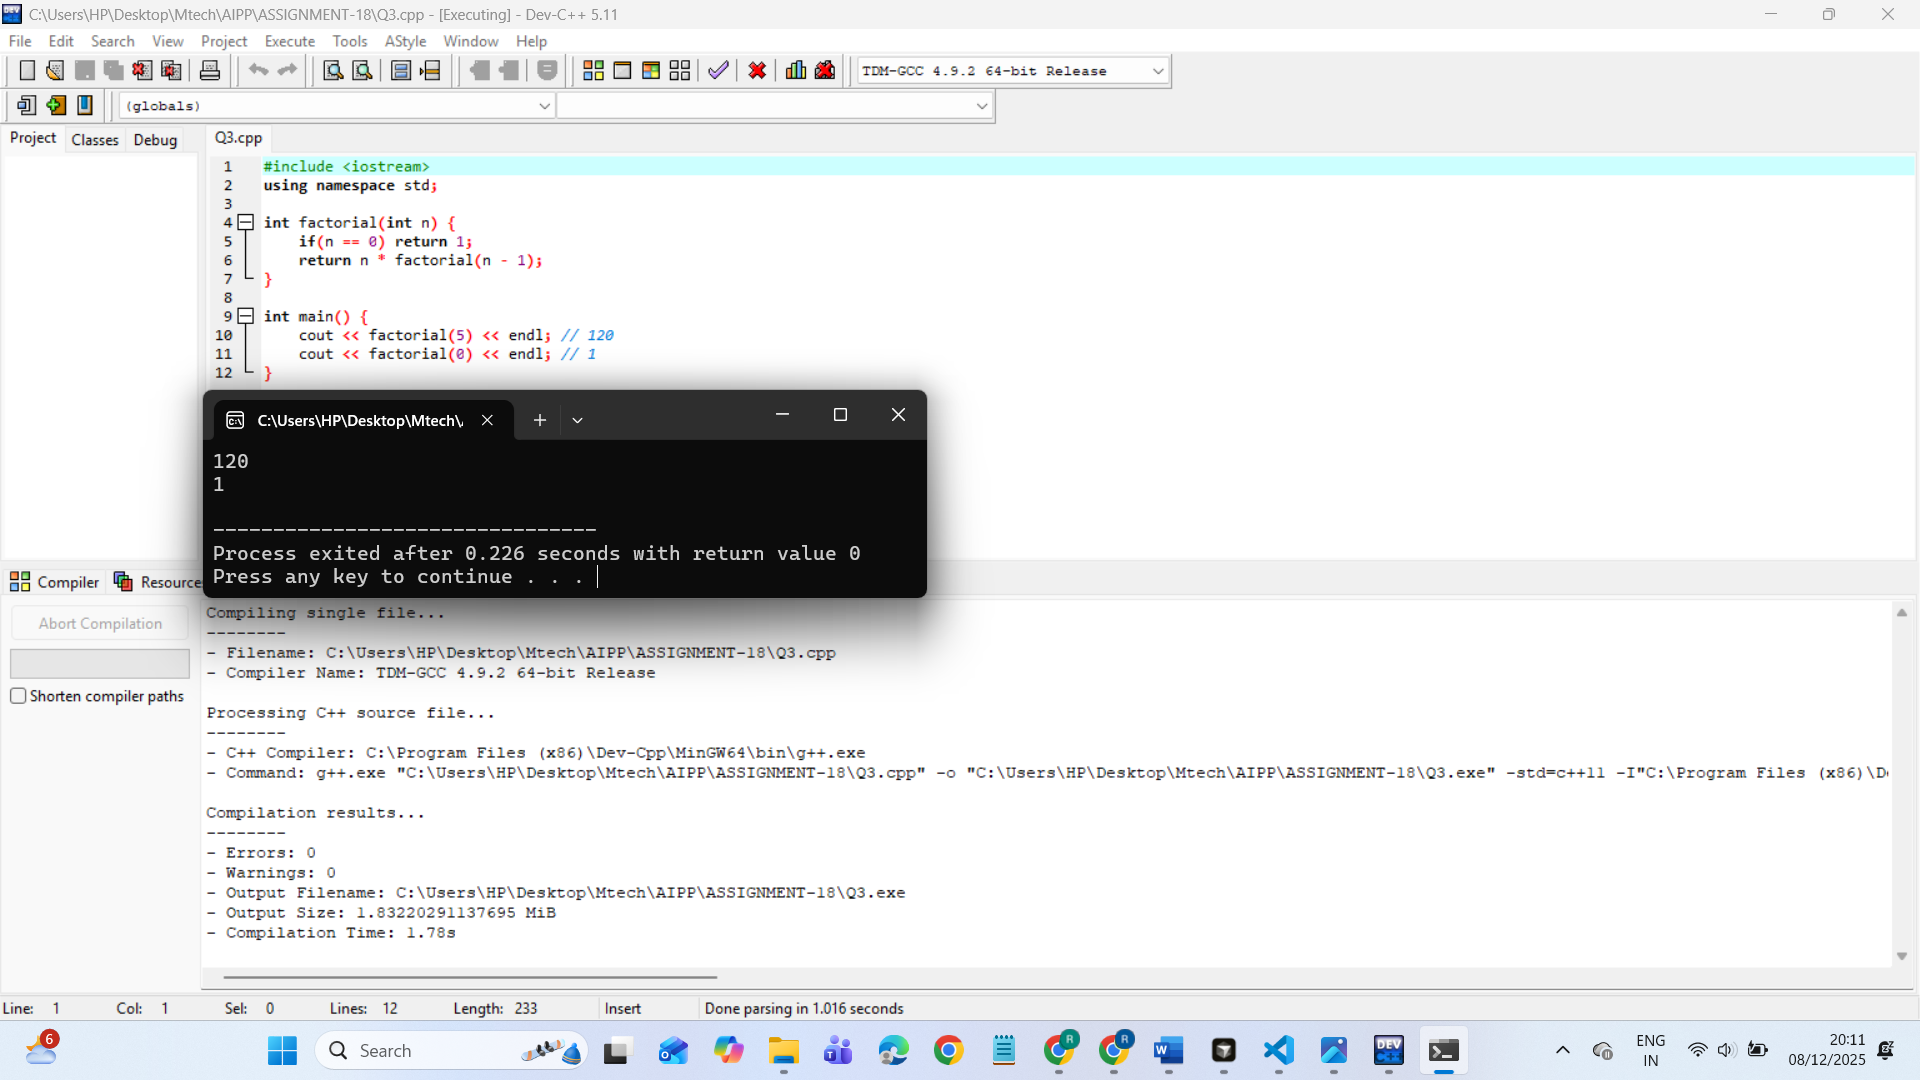 C:\Users\HP\Desktop\Mtech\AIPP\ASSIGNMENT-18\Q3.cpp - [Executing] - Dev-C++ 5.11
File Edit Search View Project Execute Tools AStyle Window Help
TDM-GCC 4.9.2 64-bit Release
(globals)
Project Classes Debug Q3.cpp
1 #include <iostream>
2 using namespace std;
3
4 int factorial(int n) {
5     if(n == 0) return 1;
6     return n * factorial(n - 1);
7 }
8
9 int main() {
10     cout << factorial(5) << endl; // 120
11     cout << factorial(0) << endl; // 1
12 }
C:\Users\HP\Desktop\Mtech\
120
1
--------------------------------
Process exited after 0.226 seconds with return value 0
Press any key to continue . . .
Compiler Resource
Abort Compilation
Shorten compiler paths
Compiling single file...
--------
- Filename: C:\Users\HP\Desktop\Mtech\AIPP\ASSIGNMENT-18\Q3.cpp
- Compiler Name: TDM-GCC 4.9.2 64-bit Release
Processing C++ source file...
--------
- C++ Compiler: C:\Program Files (x86)\Dev-Cpp\MinGW64\bin\g++.exe
- Command: g++.exe "C:\Users\HP\Desktop\Mtech\AIPP\ASSIGNMENT-18\Q3.cpp" -o "C:\Users\HP\Desktop\Mtech\AIPP\ASSIGNMENT-18\Q3.exe" -std=c++11 -I"C:\Program Files (x86)\D
Compilation results...
--------
- Errors: 0
- Warnings: 0
- Output Filename: C:\Users\HP\Desktop\Mtech\AIPP\ASSIGNMENT-18\Q3.exe
- Output Size: 1.83220291137695 MiB
- Compilation Time: 1.78s
Line: 1 Col: 1 Sel: 0 Lines: 12 Length: 233 Insert Done parsing in 1.016 seconds
6
Search
R
R
W
DEV
ENG
IN
20:11
08/12/2025